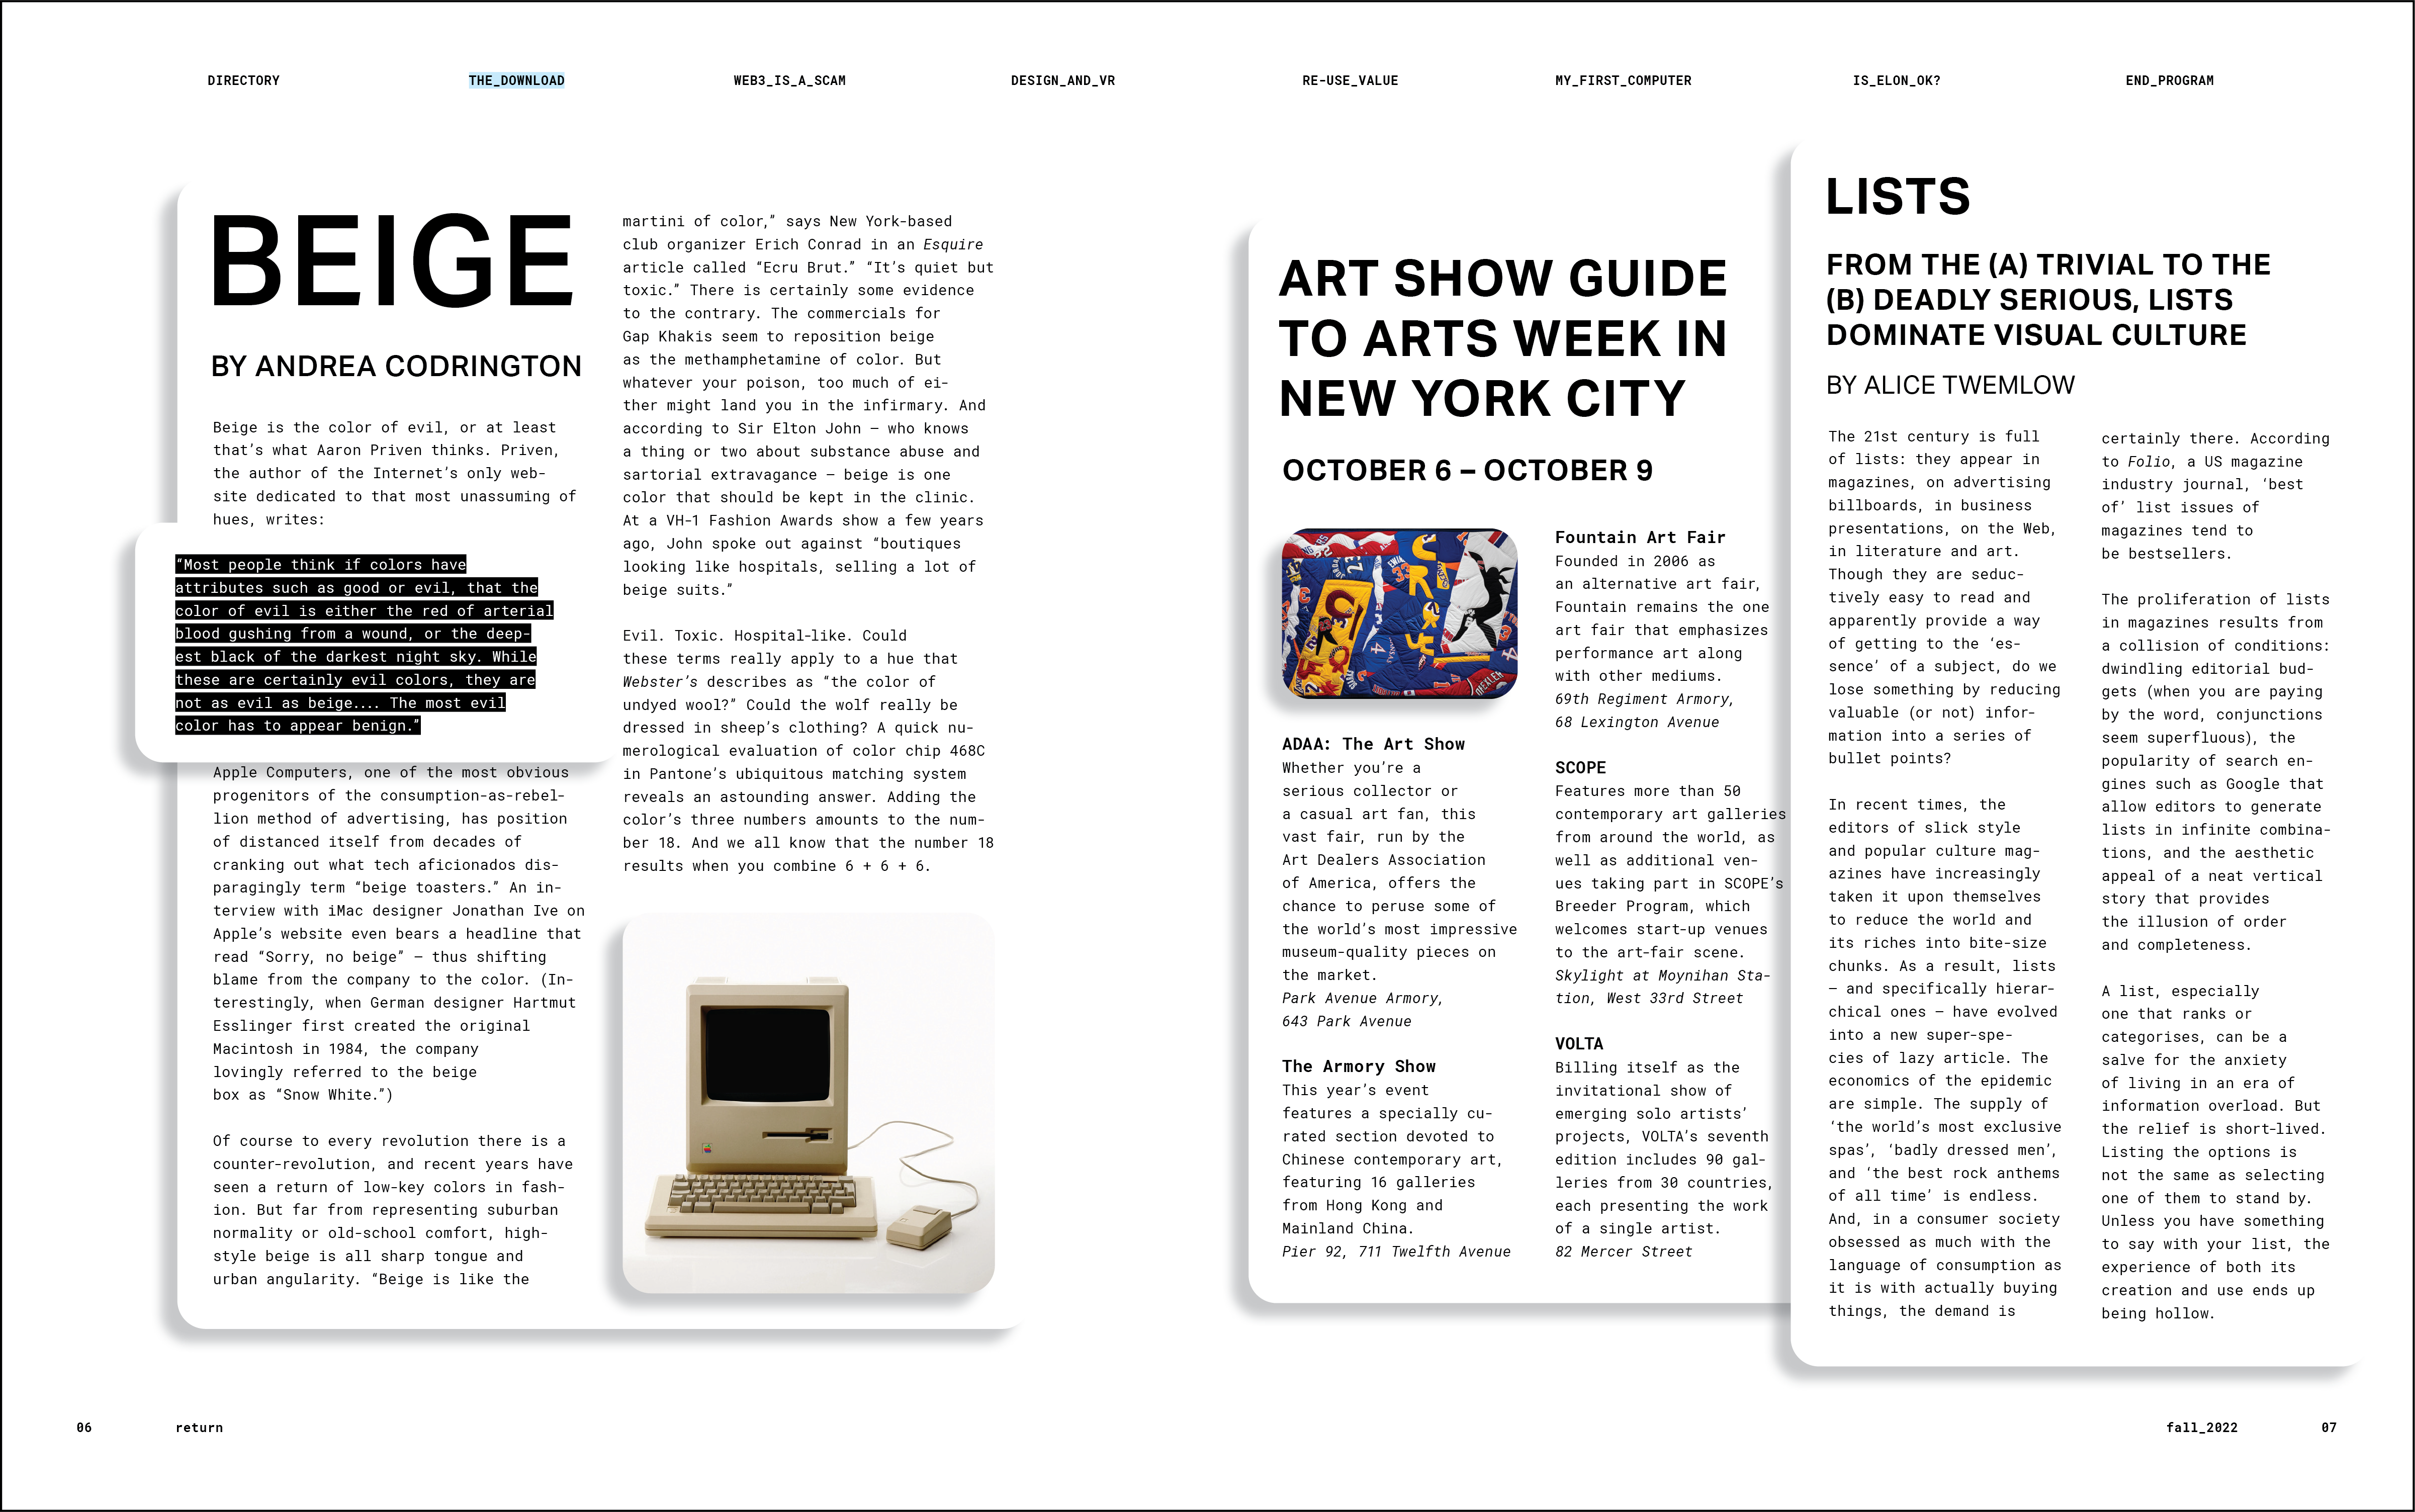 DIRECTORY
THE_DOWNLOAD
WEB3_IS_A_SCAM
DESIGN_AND_VR
RE-USE_VALUE
MY_FIRST_COMPUTER
IS_ELON_OK?
END_PROGRAM
BEIGE
BY ANDREA CODRINGTON
Beige is the color of evil, or at least
that’s what Aaron Priven thinks. Priven,
the author of the Internet’s only web-
site dedicated to that most unassuming of
hues, writes:
“Most people think if colors have
attributes such as good or evil, that the
color of evil is either the red of arterial
blood gushing from a wound, or the deep-
est black of the darkest night sky. While
these are certainly evil colors, they are
not as evil as beige.... The most evil
color has to appear benign.”
Apple Computers, one of the most obvious
progenitors of the consumption-as-rebel-
lion method of advertising, has position
of distanced itself from decades of
cranking out what tech aficionados dis-
paragingly term “beige toasters.” An in-
terview with iMac designer Jonathan Ive on
Apple’s website even bears a headline that
read “Sorry, no beige” — thus shifting
blame from the company to the color. (In-
terestingly, when German designer Hartmut
Esslinger first created the original
Macintosh in 1984, the company
lovingly referred to the beige
box as “Snow White.”)
Of course to every revolution there is a
counter-revolution, and recent years have
seen a return of low-key colors in fash-
ion. But far from representing suburban
normality or old-school comfort, high-
style beige is all sharp tongue and
urban angularity. “Beige is like the
martini of color,” says New York-based
club organizer Erich Conrad in an Esquire
article called “Ecru Brut.” “It’s quiet but
toxic.” There is certainly some evidence
to the contrary. The commercials for
Gap Khakis seem to reposition beige
as the methamphetamine of color. But
whatever your poison, too much of ei-
ther might land you in the infirmary. And
according to Sir Elton John — who knows
a thing or two about substance abuse and
sartorial extravagance — beige is one
color that should be kept in the clinic.
At a VH-1 Fashion Awards show a few years
ago, John spoke out against “boutiques
looking like hospitals, selling a lot of
beige suits.”
Evil. Toxic. Hospital-like. Could
these terms really apply to a hue that
Webster’s describes as “the color of
undyed wool?” Could the wolf really be
dressed in sheep’s clothing? A quick nu-
merological evaluation of color chip 468C
in Pantone’s ubiquitous matching system
reveals an astounding answer. Adding the
color’s three numbers amounts to the num-
ber 18. And we all know that the number 18
results when you combine 6 + 6 + 6.
ART SHOW GUIDE
TO ARTS WEEK IN
NEW YORK CITY
OCTOBER 6 – OCTOBER 9
ADAA: The Art Show
Whether you’re a
serious collector or
a casual art fan, this
vast fair, run by the
Art Dealers Association
of America, offers the
chance to peruse some of
the world’s most impressive
museum-quality pieces on
the market.
Park Avenue Armory,
643 Park Avenue
The Armory Show
This year’s event
features a specially cu-
rated section devoted to
Chinese contemporary art,
featuring 16 galleries
from Hong Kong and
Mainland China.
Pier 92, 711 Twelfth Avenue
Fountain Art Fair
Founded in 2006 as
an alternative art fair,
Fountain remains the one
art fair that emphasizes
performance art along
with other mediums.
69th Regiment Armory,
68 Lexington Avenue
SCOPE
Features more than 50
contemporary art galleries
from around the world, as
well as additional ven-
ues taking part in SCOPE’s
Breeder Program, which
welcomes start-up venues
to the art-fair scene.
Skylight at Moynihan Sta-
tion, West 33rd Street
VOLTA
Billing itself as the
invitational show of
emerging solo artists’
projects, VOLTA’s seventh
edition includes 90 gal-
leries from 30 countries,
each presenting the work
of a single artist.
82 Mercer Street
LISTS
FROM THE (A) TRIVIAL TO THE
(B) DEADLY SERIOUS, LISTS
DOMINATE VISUAL CULTURE
BY ALICE TWEMLOW
The 21st century is full
of lists: they appear in
magazines, on advertising
billboards, in business
presentations, on the Web,
in literature and art.
Though they are seduc-
tively easy to read and
apparently provide a way
of getting to the ‘es-
sence’ of a subject, do we
lose something by reducing
valuable (or not) infor-
mation into a series of
bullet points?
In recent times, the
editors of slick style
and popular culture mag-
azines have increasingly
taken it upon themselves
to reduce the world and
its riches into bite-size
chunks. As a result, lists
— and specifically hierar-
chical ones — have evolved
into a new super-spe-
cies of lazy article. The
economics of the epidemic
are simple. The supply of
‘the world’s most exclusive
spas’, ‘badly dressed men’,
and ‘the best rock anthems
of all time’ is endless.
And, in a consumer society
obsessed as much with the
language of consumption as
it is with actually buying
things, the demand is
certainly there. According
to Folio, a US magazine
industry journal, ‘best
of’ list issues of
magazines tend to
be bestsellers.
The proliferation of lists
in magazines results from
a collision of conditions:
dwindling editorial bud-
gets (when you are paying
by the word, conjunctions
seem superfluous), the
popularity of search en-
gines such as Google that
allow editors to generate
lists in infinite combina-
tions, and the aesthetic
appeal of a neat vertical
story that provides
the illusion of order
and completeness.
A list, especially
one that ranks or
categorises, can be a
salve for the anxiety
of living in an era of
information overload. But
the relief is short-lived.
Listing the options is
not the same as selecting
one of them to stand by.
Unless you have something
to say with your list, the
experience of both its
creation and use ends up
being hollow.
06
return
fall_2022
07